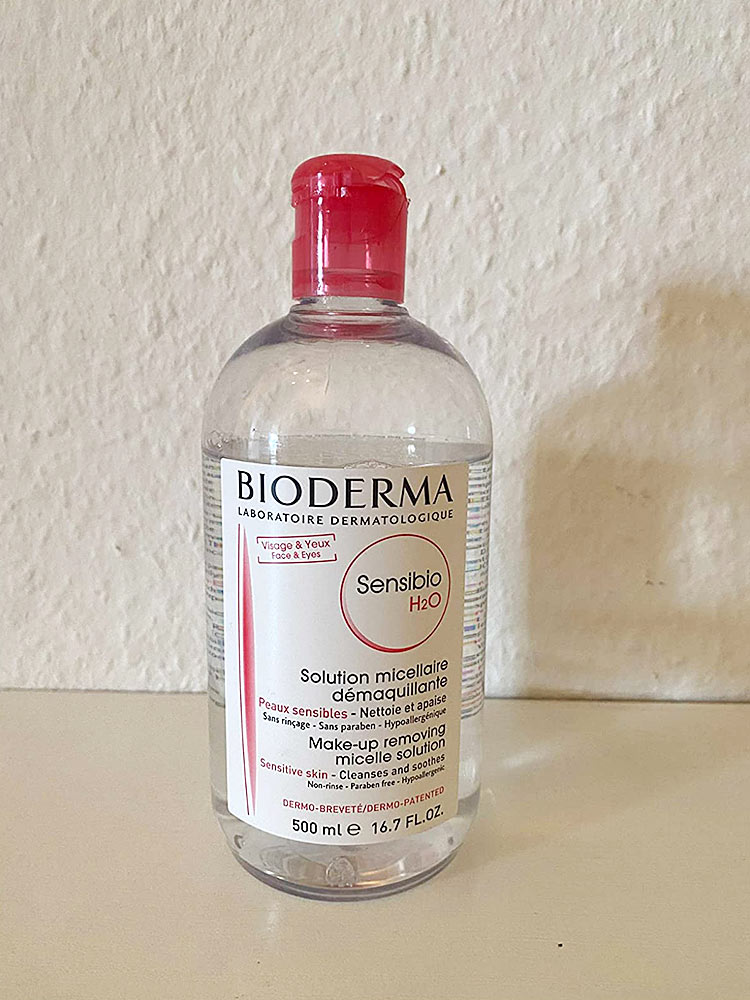 BIODERMA
LABORATOIRE DERMATOLOGIQUE
Visage & Yeux
Face & Eyes
Sensibio
H2O
Solution micellaire
démaquillante
Peaux sensibles - Nettoie et apaise
Sans rinçage - Sans paraben - Hypoallergénique
Make-up removing
micelle solution
Sensitive skin - Cleanses and soothes
Non-rinse - Paraben free - Hypoallergenic
DERMO-BREVETÉ/DERMO-PATENTED
500 ml e 16.7 FL.OZ.